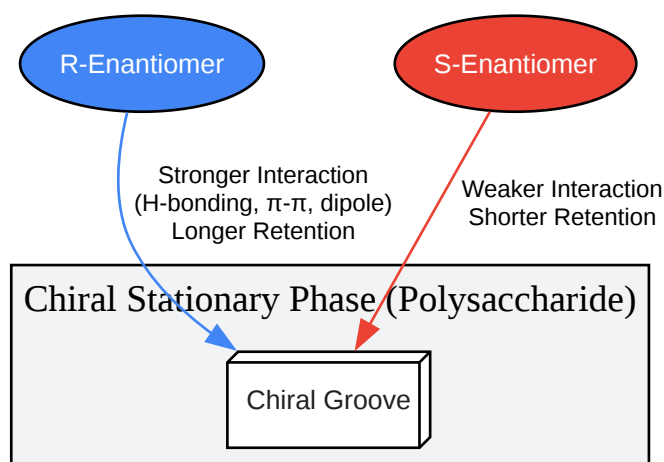 R-Enantiomer
S-Enantiomer
Stronger Interaction
(H-bonding, π-π, dipole)
Longer Retention
Weaker Interaction
Shorter Retention
Chiral Stationary Phase (Polysaccharide)
Chiral Groove